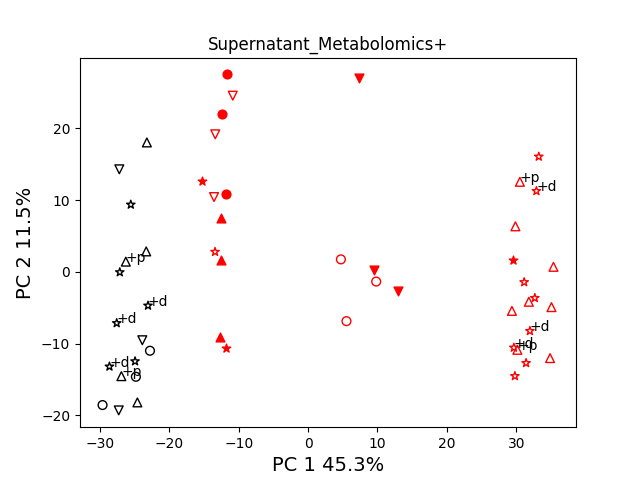 Supernatant_Metabolomics+
PC 2 11.5%
20
10
0
−10
−20
+p
+d
+p
+d
+d
+d
+d
+p
+d
+p
−30
−20
−10
0
10
20
30
PC 1 45.3%